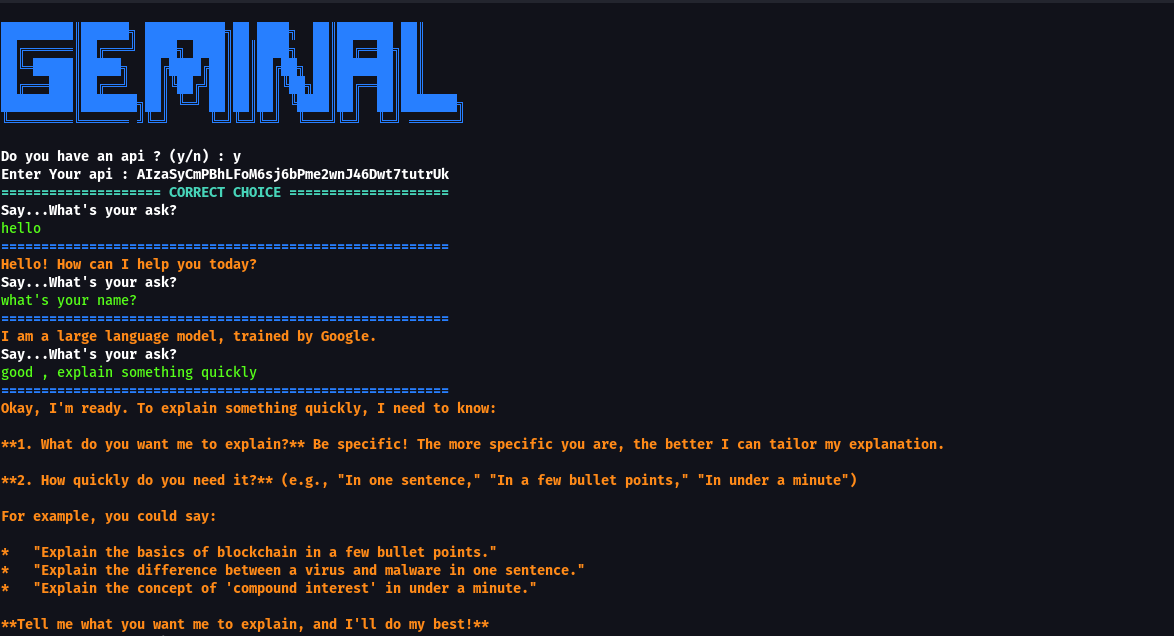 GEMINAL
Do you have an api ? (y/n) : y
Enter Your api : AIzaSyCmPBhLFoM6sj6bPme2wnJ46Dwt7tutrUk
==================== CORRECT CHOICE ====================
Say...What's your ask?
hello
========================================================
Hello! How can I help you today?
Say...What's your ask?
what's your name?
========================================================
I am a large language model, trained by Google.
Say...What's your ask?
good , explain something quickly
========================================================
Okay, I'm ready. To explain something quickly, I need to know:
**1. What do you want me to explain?** Be specific! The more specific you are, the better I can tailor my explanation.
**2. How quickly do you need it?** (e.g., "In one sentence," "In a few bullet points," "In under a minute")
For example, you could say:
*   "Explain the basics of blockchain in a few bullet points."
*   "Explain the difference between a virus and malware in one sentence."
*   "Explain the concept of 'compound interest' in under a minute."
**Tell me what you want me to explain, and I'll do my best!**